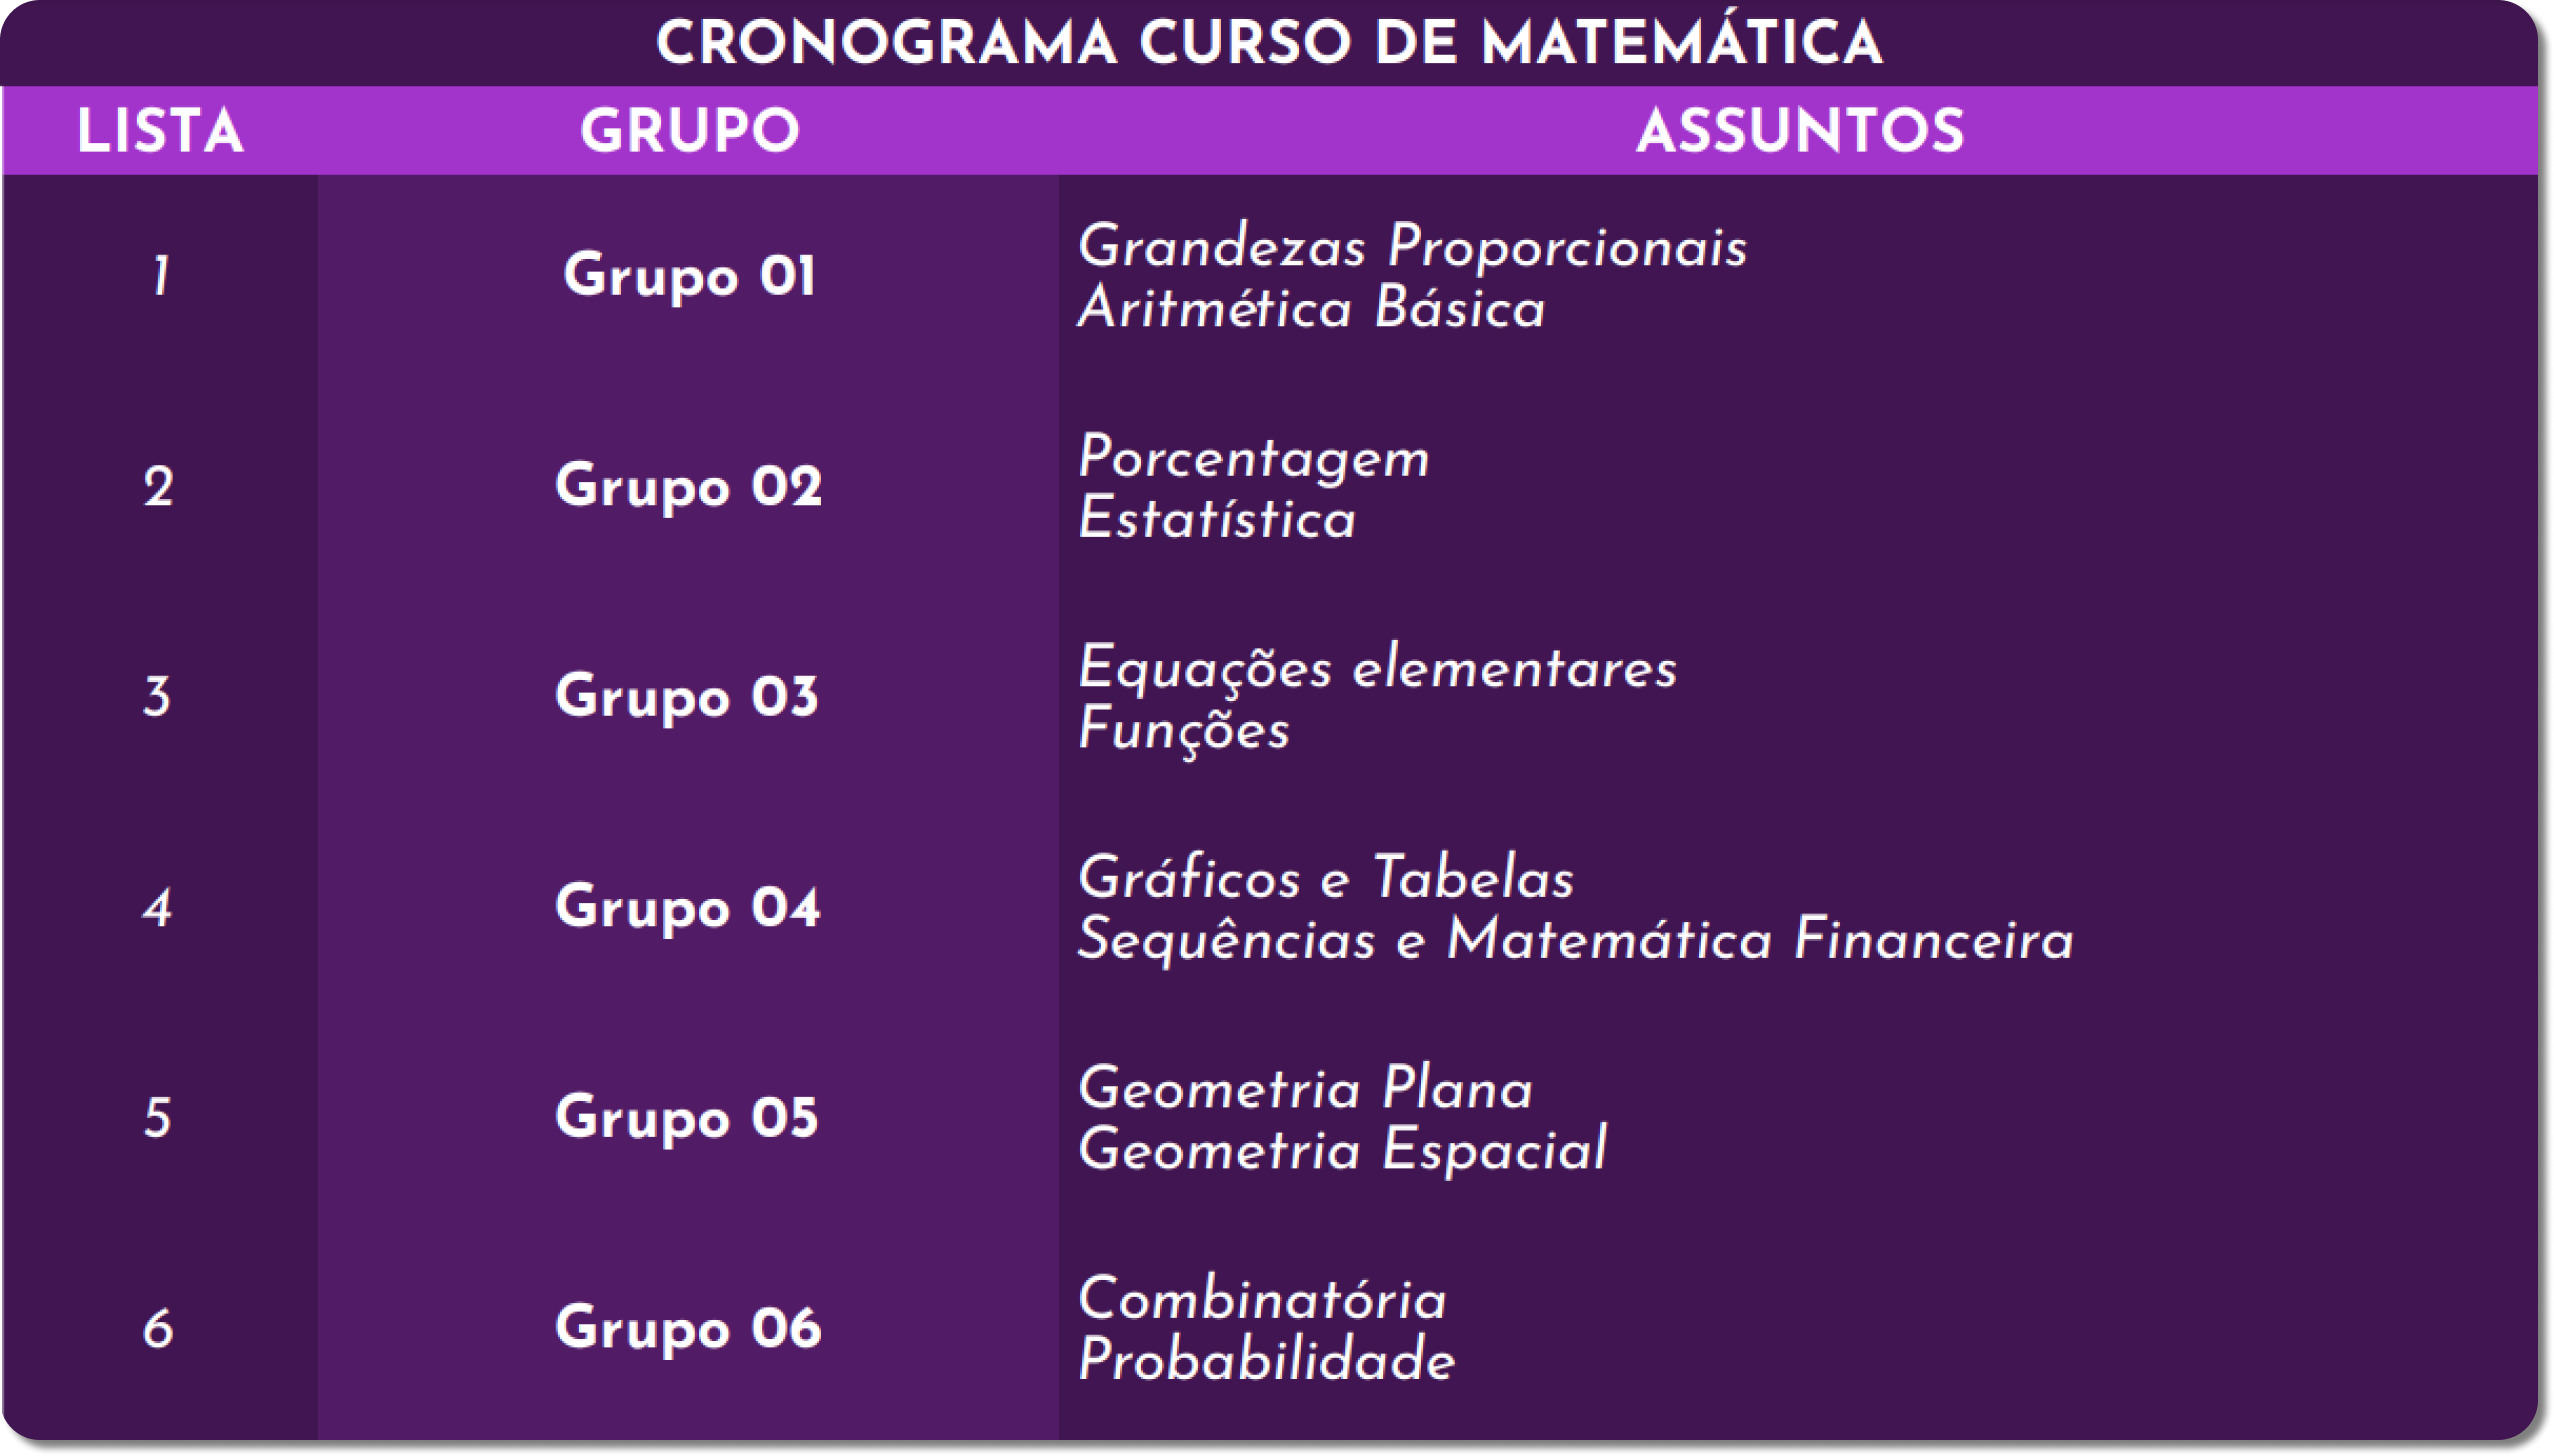 CRONOGRAMA CURSO DE MATEMÁTICA
LISTA GRUPO ASSUNTOS
1 Grupo 01 Grandezas Proporcionais
Aritmética Básica
2 Grupo 02 Porcentagem
Estatística
3 Grupo 03 Equações elementares
Funções
4 Grupo 04 Gráficos e Tabelas
Sequências e Matemática Financeira
5 Grupo 05 Geometria Plana
Geometria Espacial
6 Grupo 06 Combinatória
Probabilidade